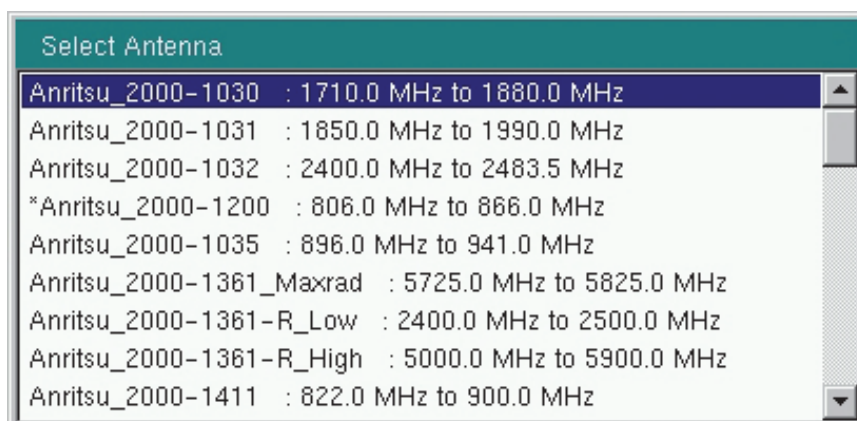 Select Antenna
Anritsu_2000-1030 : 1710.0 MHz to 1880.0 MHz
Anritsu_2000-1031 : 1850.0 MHz to 1990.0 MHz
Anritsu_2000-1032 : 2400.0 MHz to 2483.5 MHz
*Anritsu_2000-1200 : 806.0 MHz to 866.0 MHz
Anritsu_2000-1035 : 896.0 MHz to 941.0 MHz
Anritsu_2000-1361_Maxrad : 5725.0 MHz to 5825.0 MHz
Anritsu_2000-1361-R_Low : 2400.0 MHz to 2500.0 MHz
Anritsu_2000-1361-R_High : 5000.0 MHz to 5900.0 MHz
Anritsu_2000-1411 : 822.0 MHz to 900.0 MHz